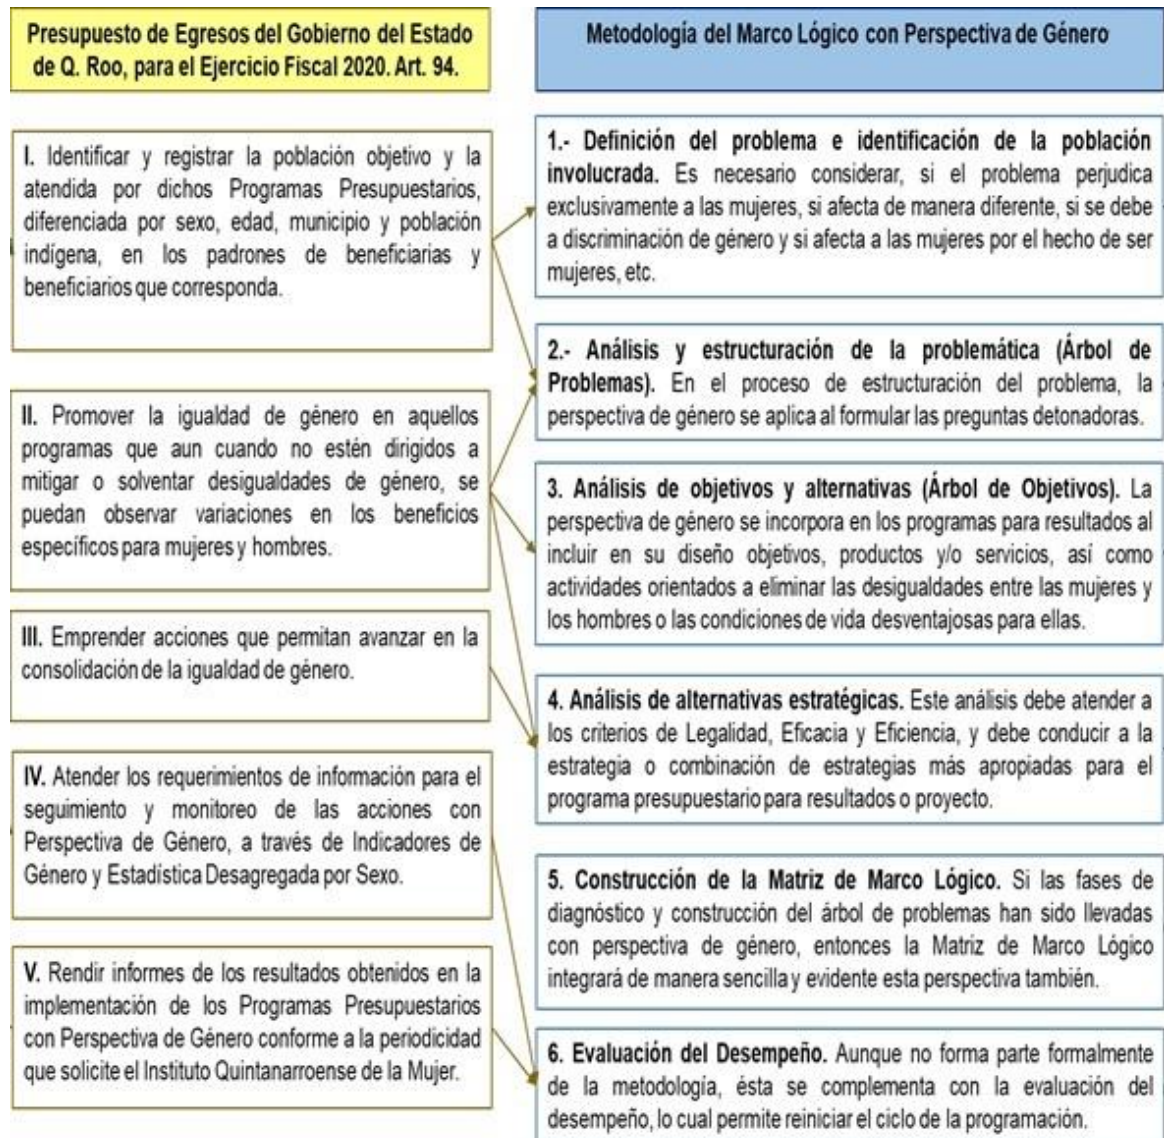 Presupuesto de Egresos del Gobierno del Estado
de Q. Roo, para el Ejercicio Fiscal 2020. Art. 94.
I. Identificar y registrar la población objetivo y la
atendida por dichos Programas Presupuestarios,
diferenciada por sexo, edad, municipio y población
indígena, en los padrones de beneficiarias y
beneficiarios que corresponda.
II. Promover la igualdad de género en aquellos
programas que aun cuando no estén dirigidos a
mitigar o solventar desigualdades de género, se
puedan observar variaciones en los beneficios
específicos para mujeres y hombres.
III. Emprender acciones que permitan avanzar en la
consolidación de la igualdad de género.
IV. Atender los requerimientos de información para el
seguimiento y monitoreo de las acciones con
Perspectiva de Género, a través de Indicadores de
Género y Estadística Desagregada por Sexo.
V. Rendir informes de los resultados obtenidos en la
implementación de los Programas Presupuestarios
con Perspectiva de Género conforme a la periodicidad
que solicite el Instituto Quintanarroense de la Mujer.
Metodología del Marco Lógico con Perspectiva de Género
1.- Definición del problema e identificación de la población
involucrada. Es necesario considerar, si el problema perjudica
exclusivamente a las mujeres, si afecta de manera diferente, si se debe
a discriminación de género y si afecta a las mujeres por el hecho de ser
mujeres, etc.
2.- Análisis y estructuración de la problemática (Árbol de
Problemas). En el proceso de estructuración del problema, la
perspectiva de género se aplica al formular las preguntas detonadoras.
3. Análisis de objetivos y alternativas (Árbol de Objetivos). La
perspectiva de género se incorpora en los programas para resultados al
incluir en su diseño objetivos, productos y/o servicios, así como
actividades orientados a eliminar las desigualdades entre las mujeres y
los hombres o las condiciones de vida desventajosas para ellas.
4. Análisis de alternativas estratégicas. Este análisis debe atender a
los criterios de Legalidad, Eficacia y Eficiencia, y debe conducir a la
estrategia o combinación de estrategias más apropiadas para el
programa presupuestario para resultados o proyecto.
5. Construcción de la Matriz de Marco Lógico. Si las fases de
diagnóstico y construcción del árbol de problemas han sido llevadas
con perspectiva de género, entonces la Matriz de Marco Lógico
integrará de manera sencilla y evidente esta perspectiva también.
6. Evaluación del Desempeño. Aunque no forma parte formalmente
de la metodología, ésta se complementa con la evaluación del
desempeño, lo cual permite reiniciar el ciclo de la programación.